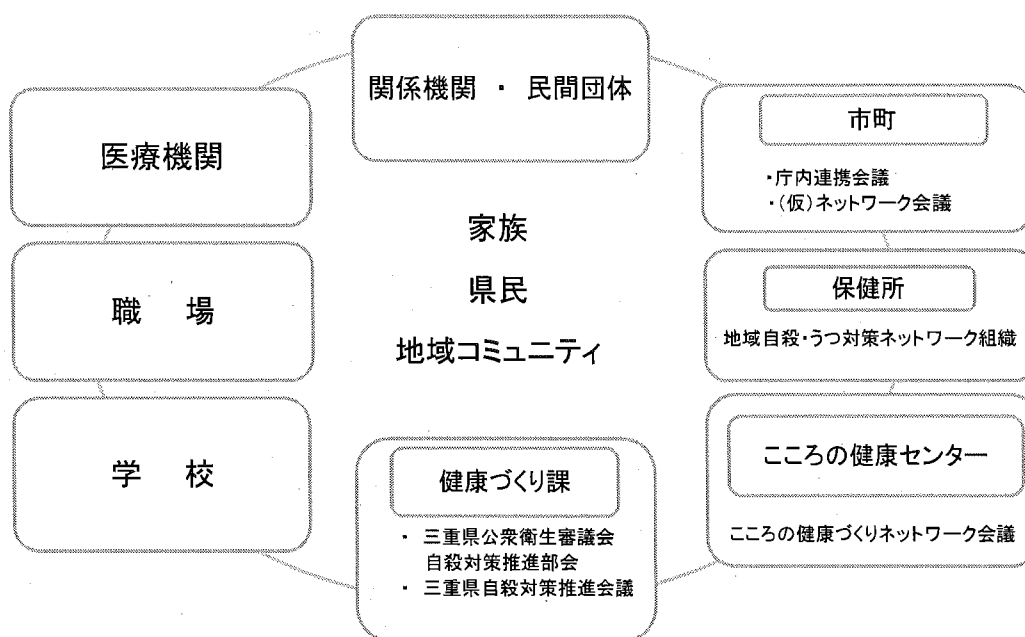 関係機関 ・ 民間団体
医療機関
職 場
学 校
家族
県民
地域コミュニティ
市町
・庁内連携会議
・(仮)ネットワーク会議
保健所
地域自殺・うつ対策ネットワーク組織
こころの健康センター
こころの健康づくりネットワーク会議
健康づくり課
・ 三重県公衆衛生審議会
自殺対策推進部会
・ 三重県自殺対策推進会議